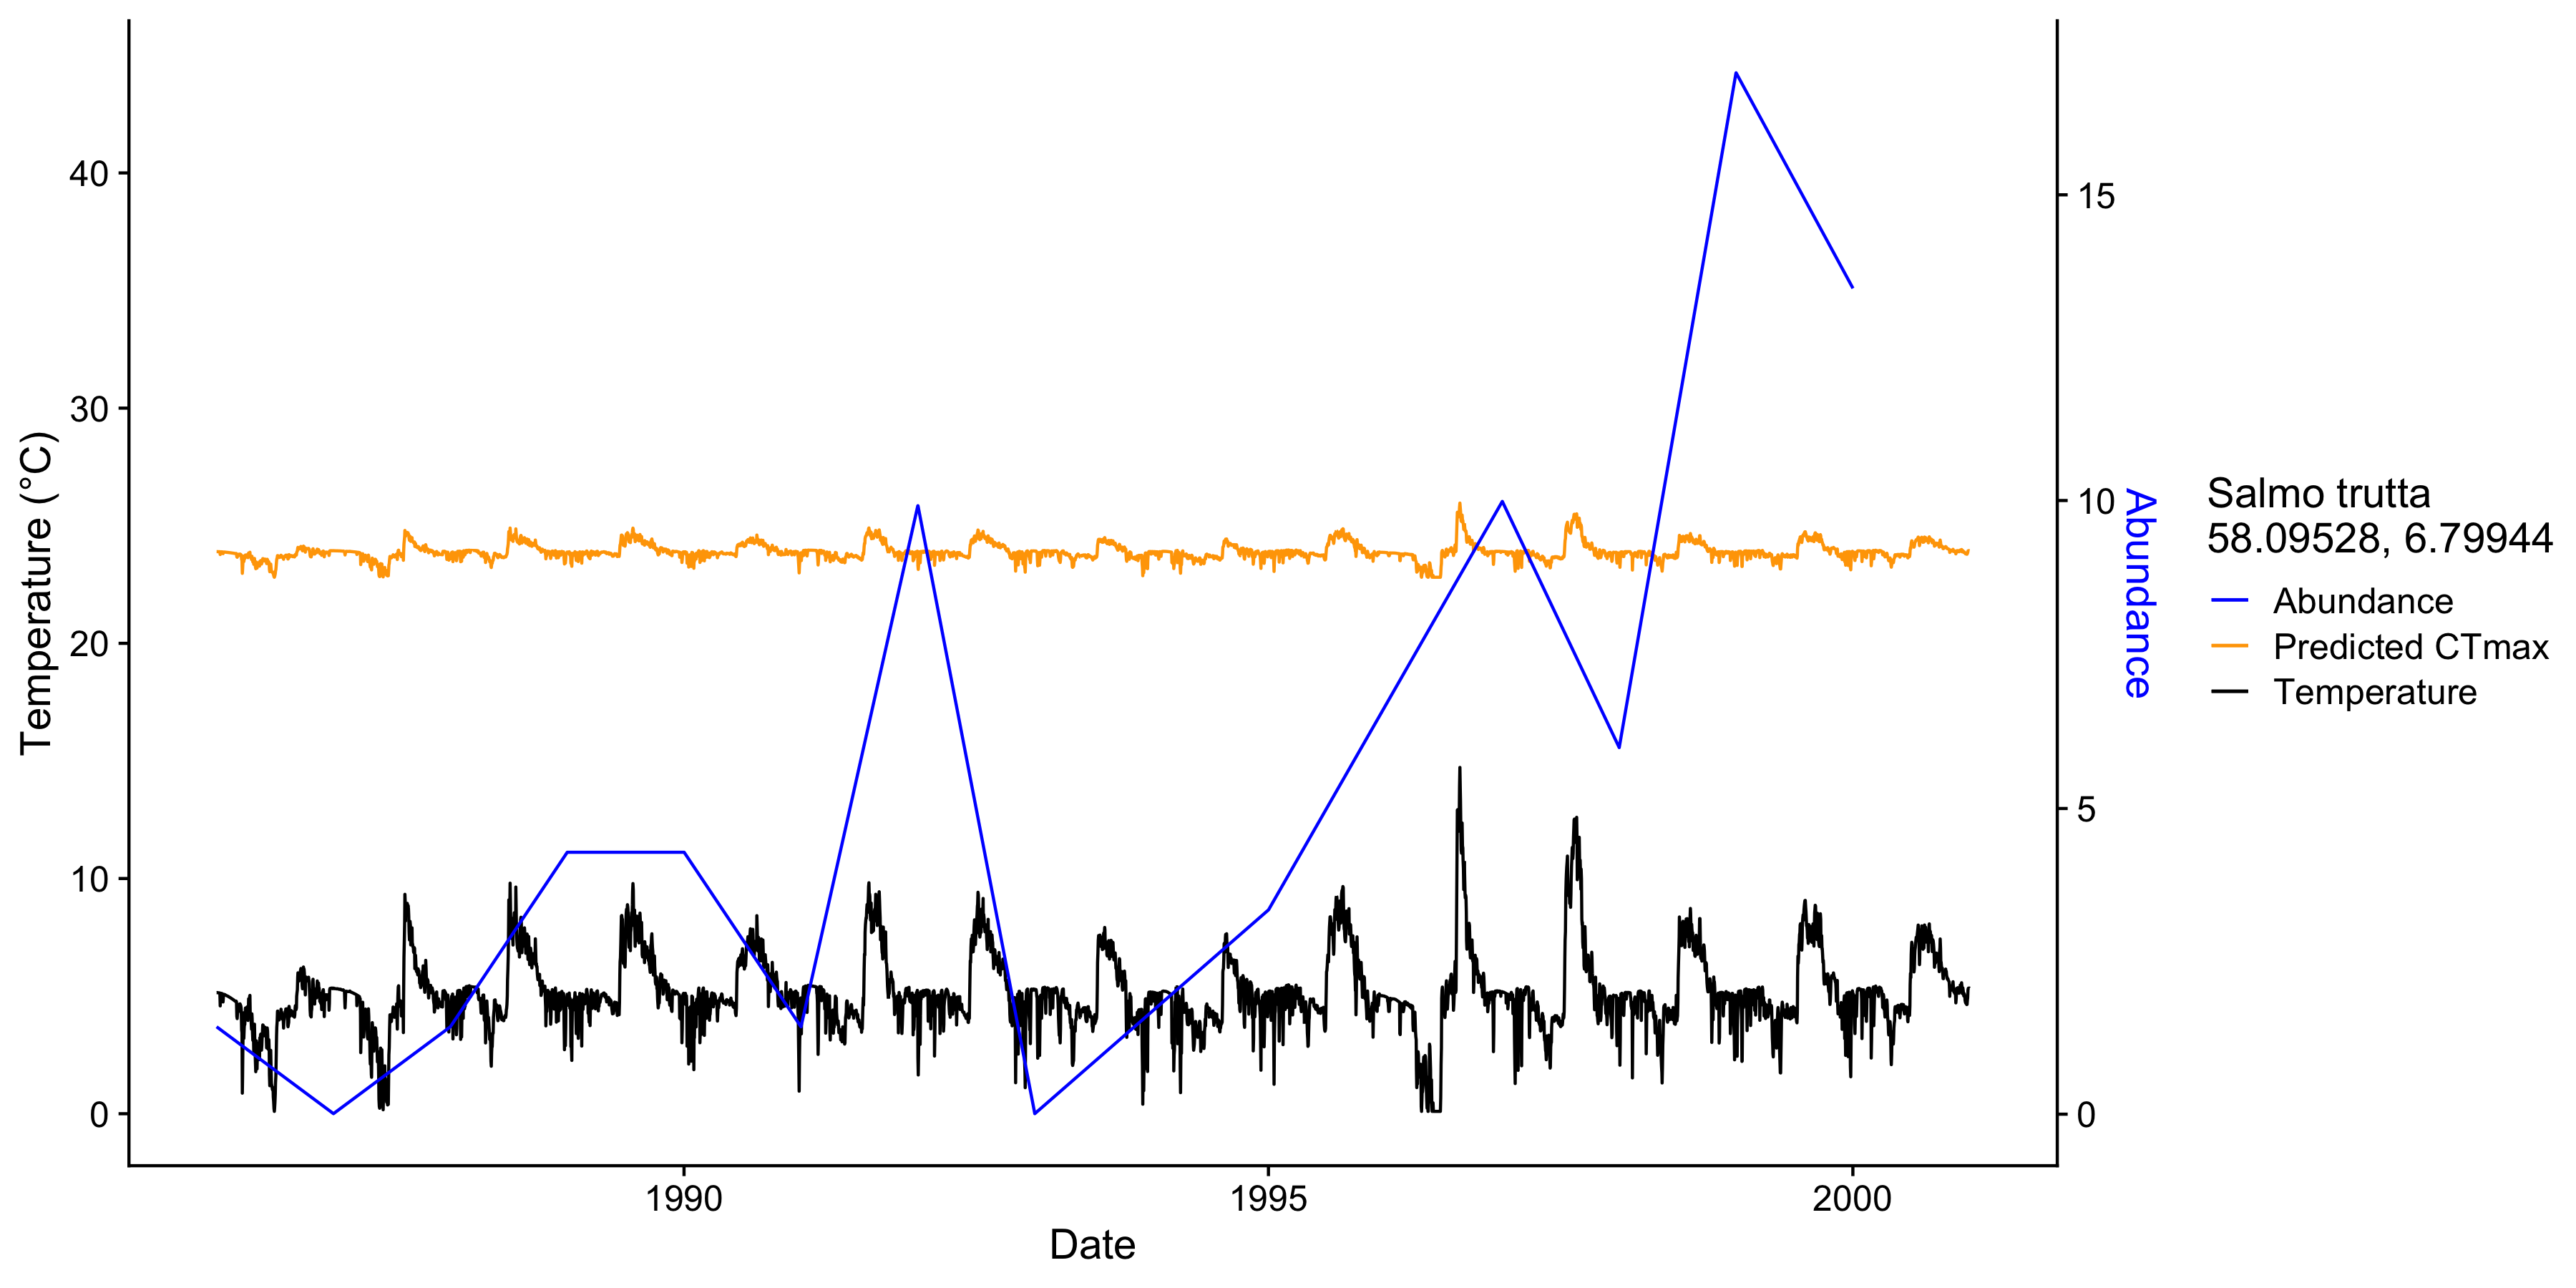 Temperature (°C)
40
30
20
10
0
1990
1995
2000
Date
15
10
5
0
Abundance
Salmo trutta
58.09528, 6.79944
Abundance
Predicted CTmax
Temperature